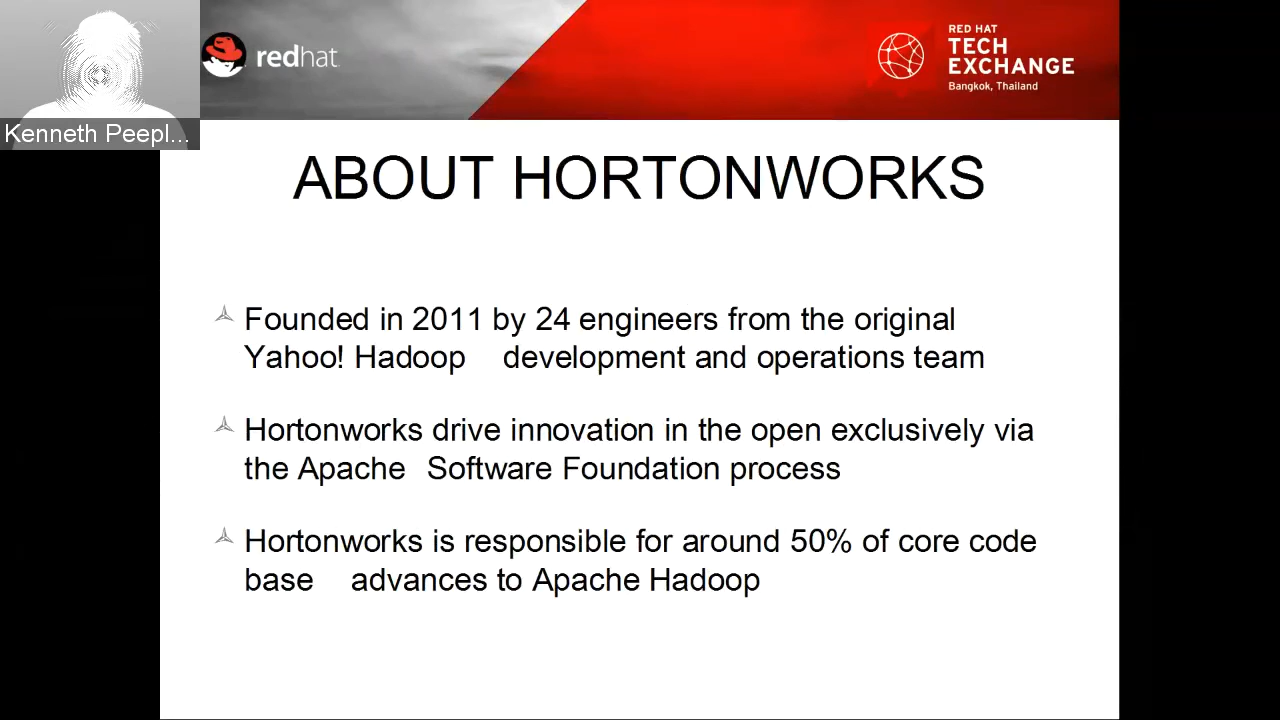 redhat.
RED HAT
TECH
EXCHANGE
Bangkok, Thailand
Kenneth Peepl...
ABOUT HORTONWORKS
Founded in 2011 by 24 engineers from the original
Yahoo! Hadoop development and operations team
Hortonworks drive innovation in the open exclusively via
the Apache Software Foundation process
Hortonworks is responsible for around 50% of core code
base advances to Apache Hadoop